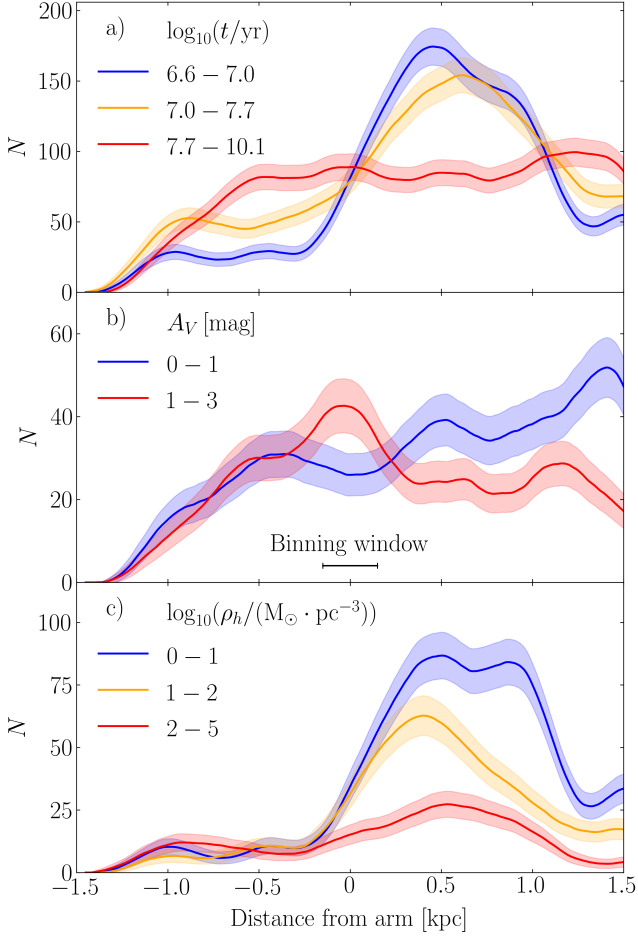 a) log₁₀(t/yr)
6.6 − 7.0
7.0 − 7.7
7.7 − 10.1
200
150
100
50
0
N
b) A_V [mag]
0 − 1
1 − 3
60
40
20
0
N
Binning window
c) log₁₀(ρ_h/(M⊙ · pc⁻³))
0 − 1
1 − 2
2 − 5
100
75
50
25
0
N
−1.5 −1.0 −0.5 0 0.5 1.0 1.5
Distance from arm [kpc]